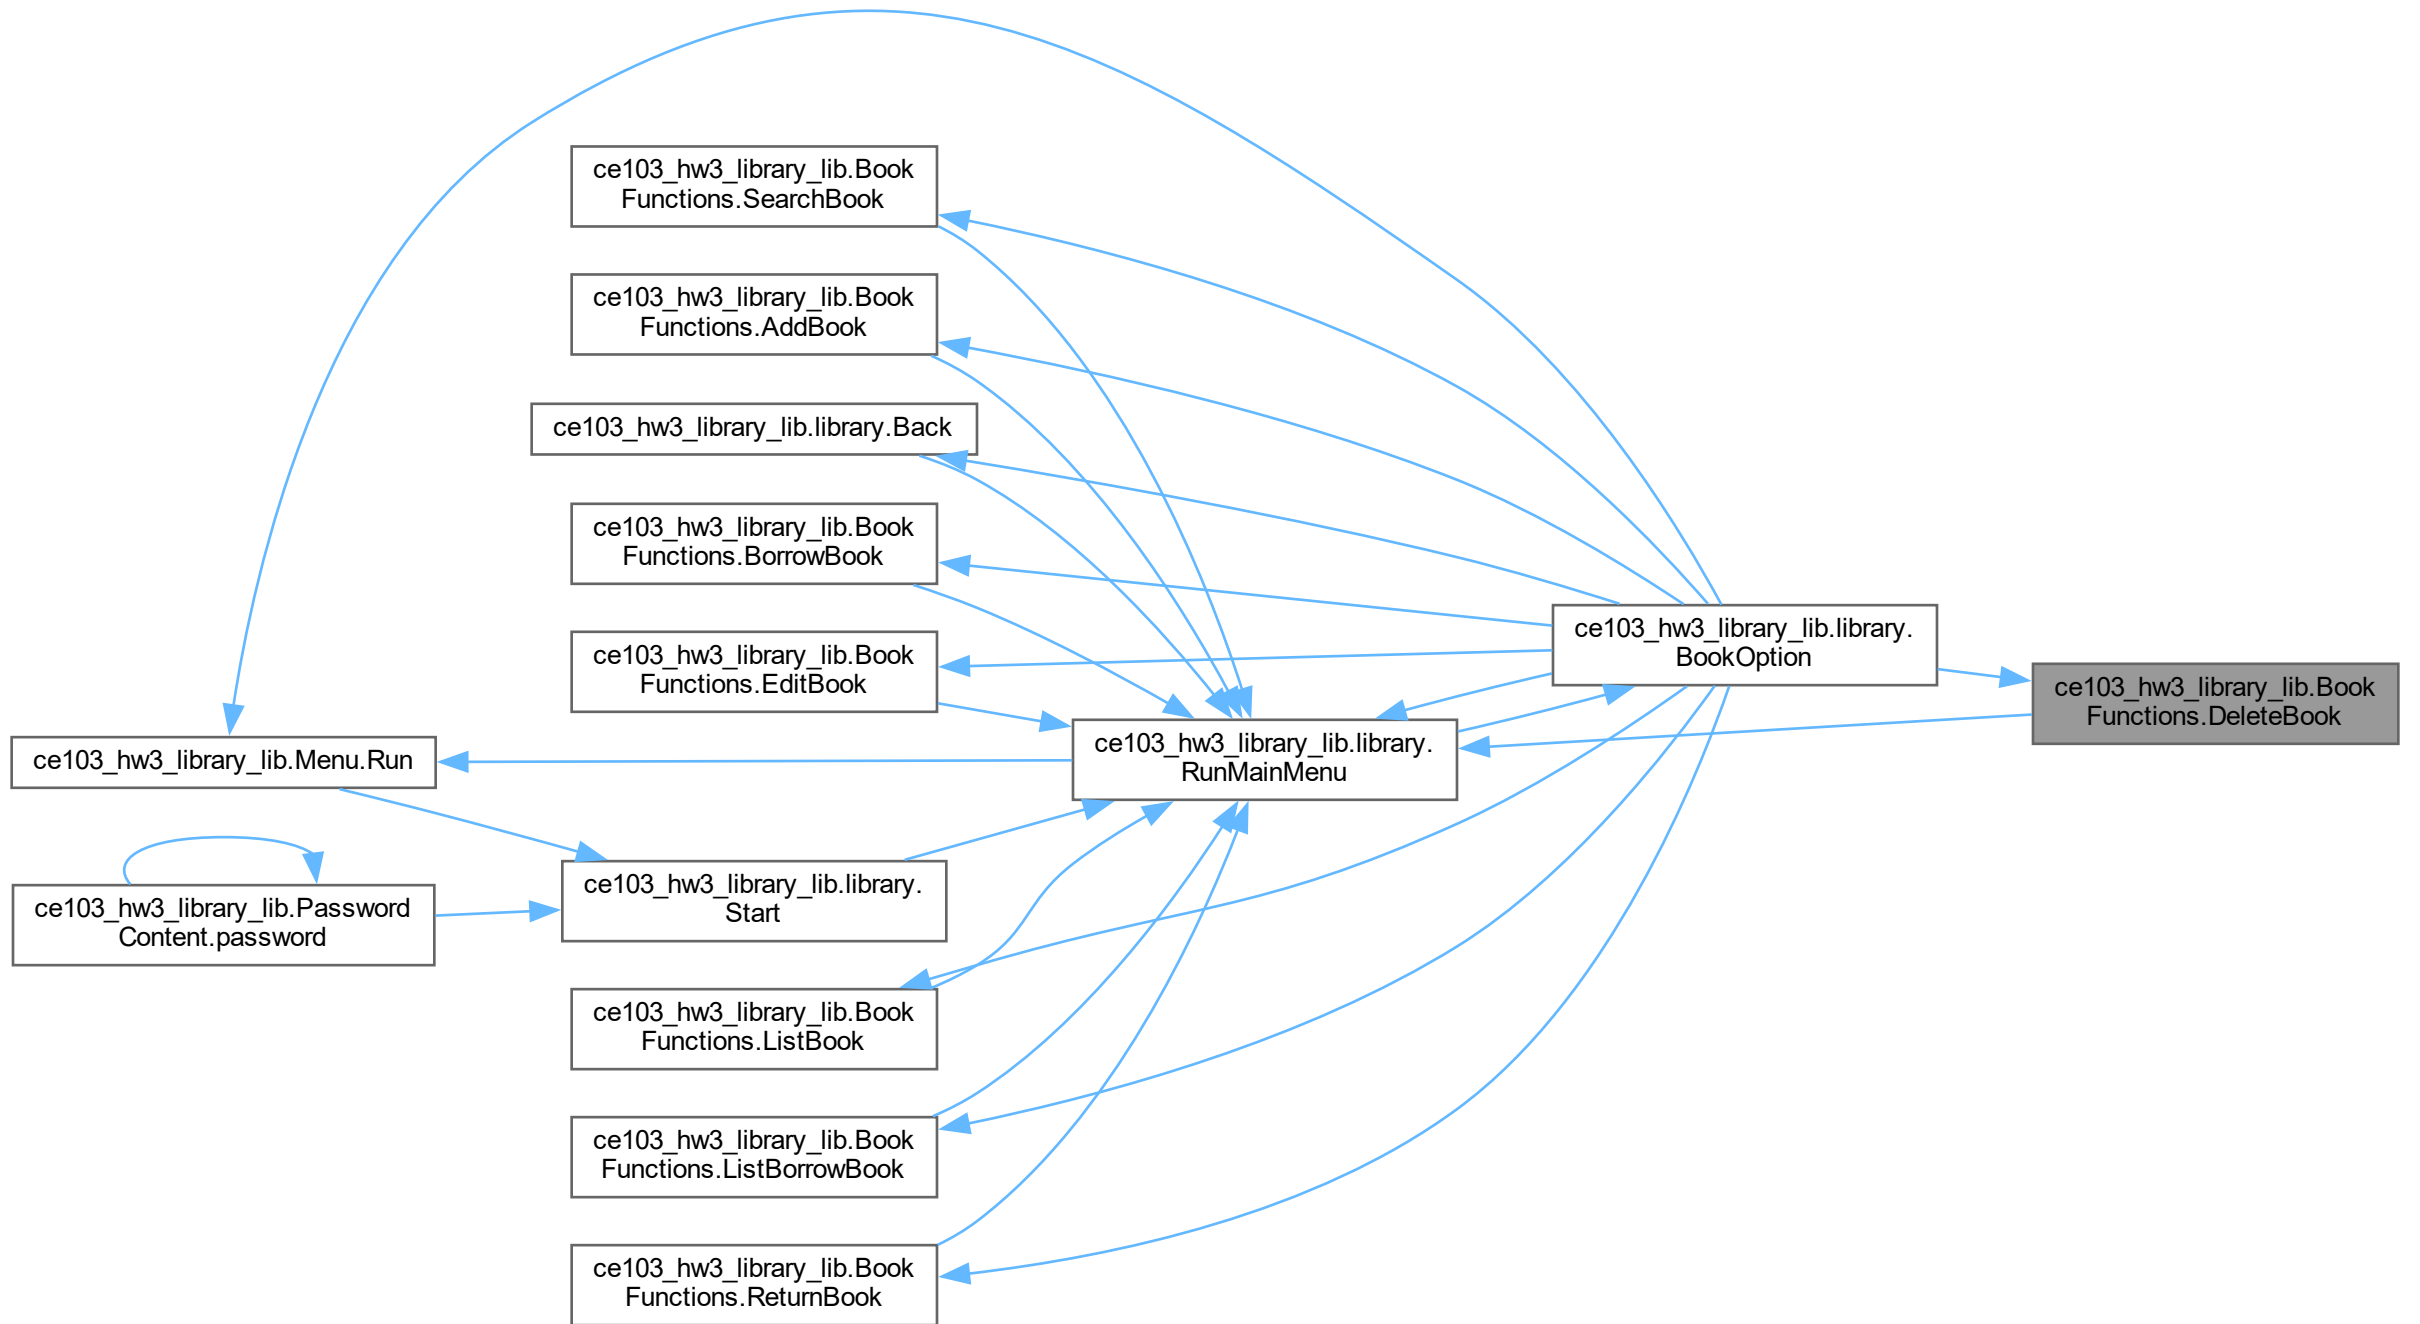 ce103_hw3_library_lib.Book
Functions.SearchBook
ce103_hw3_library_lib.Book
Functions.AddBook
ce103_hw3_library_lib.library.Back
ce103_hw3_library_lib.Book
Functions.BorrowBook
ce103_hw3_library_lib.Book
Functions.EditBook
ce103_hw3_library_lib.library.
BookOption
ce103_hw3_library_lib.Book
Functions.DeleteBook
ce103_hw3_library_lib.Menu.Run
ce103_hw3_library_lib.library.
RunMainMenu
ce103_hw3_library_lib.Password
Content.password
ce103_hw3_library_lib.library.
Start
ce103_hw3_library_lib.Book
Functions.ListBook
ce103_hw3_library_lib.Book
Functions.ListBorrowBook
ce103_hw3_library_lib.Book
Functions.ReturnBook